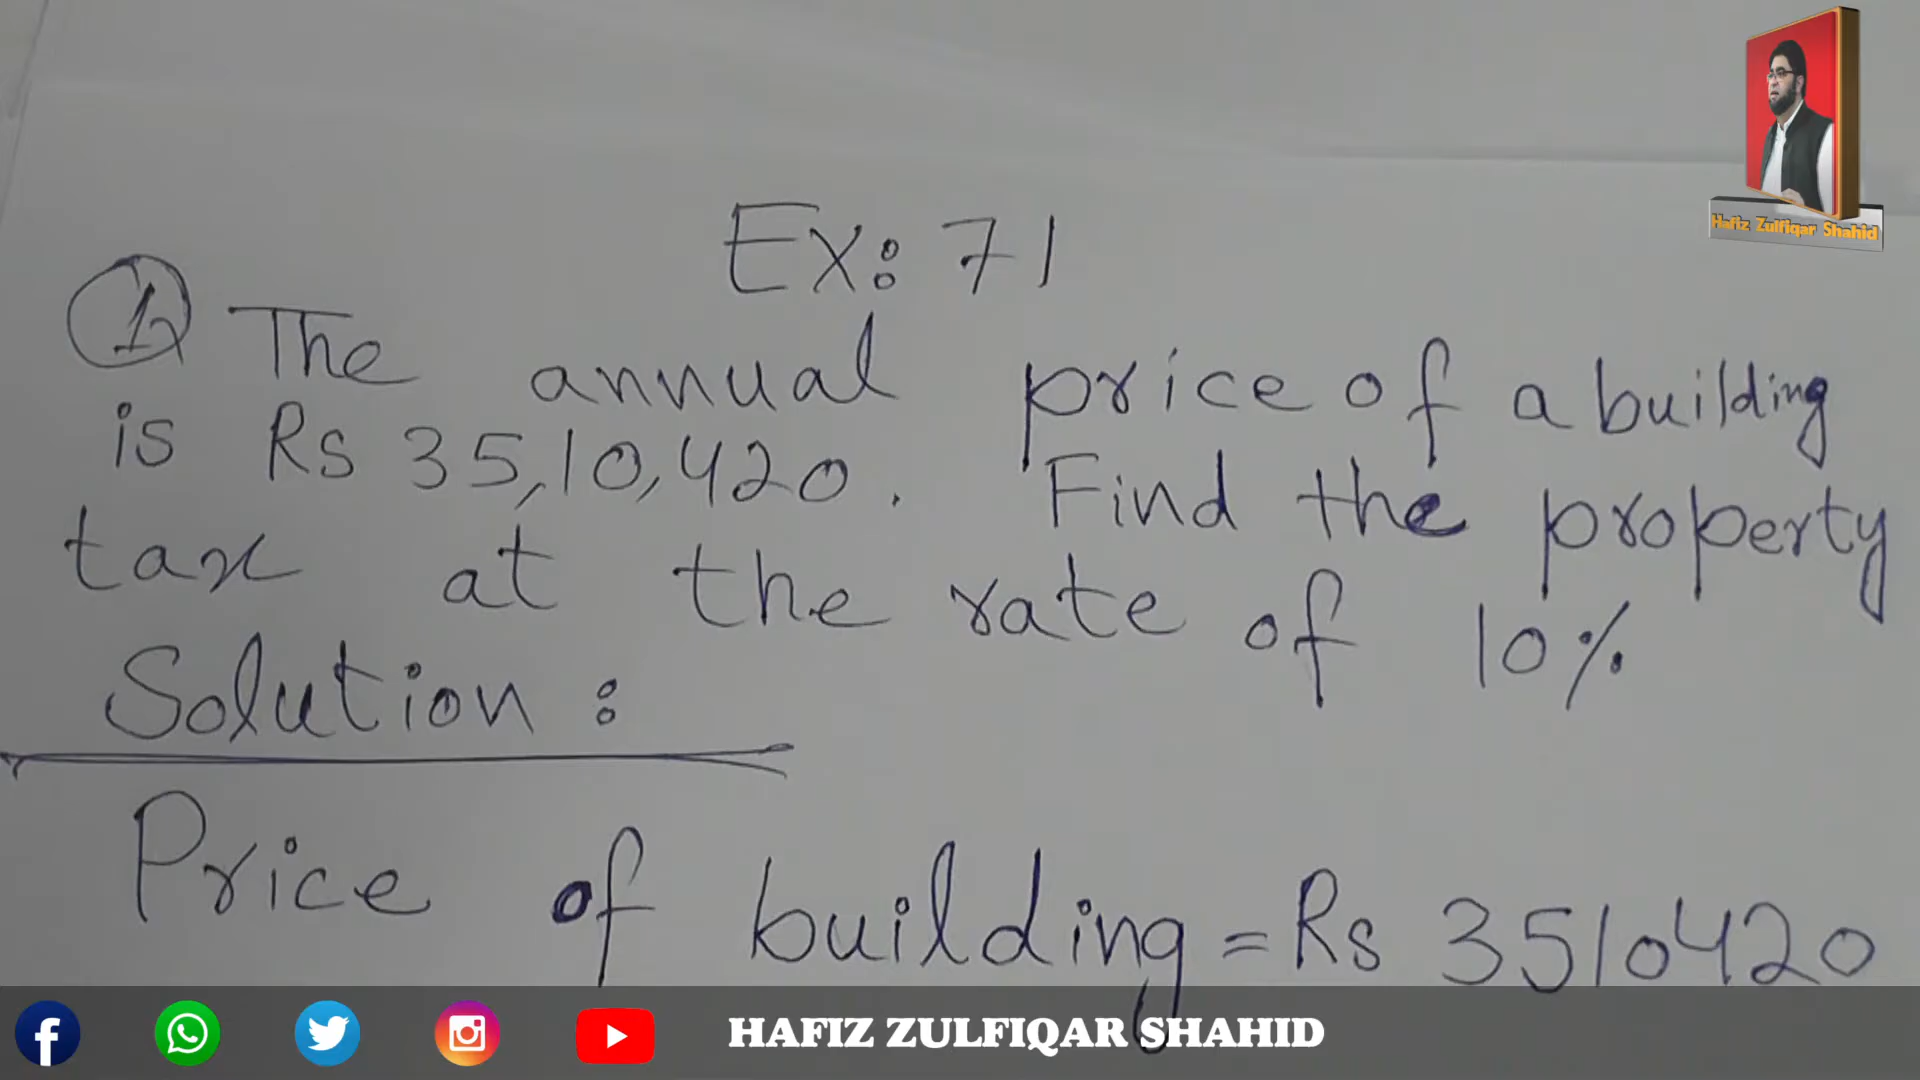 Hafiz Zulfiqar Shahid
Ex: 71
1 The annual price of a building
is Rs 35,10,420. Find the property
tax at the rate of 10%
Solution:
Price of building = Rs 3510420
HAFIZ ZULFIQAR SHAHID